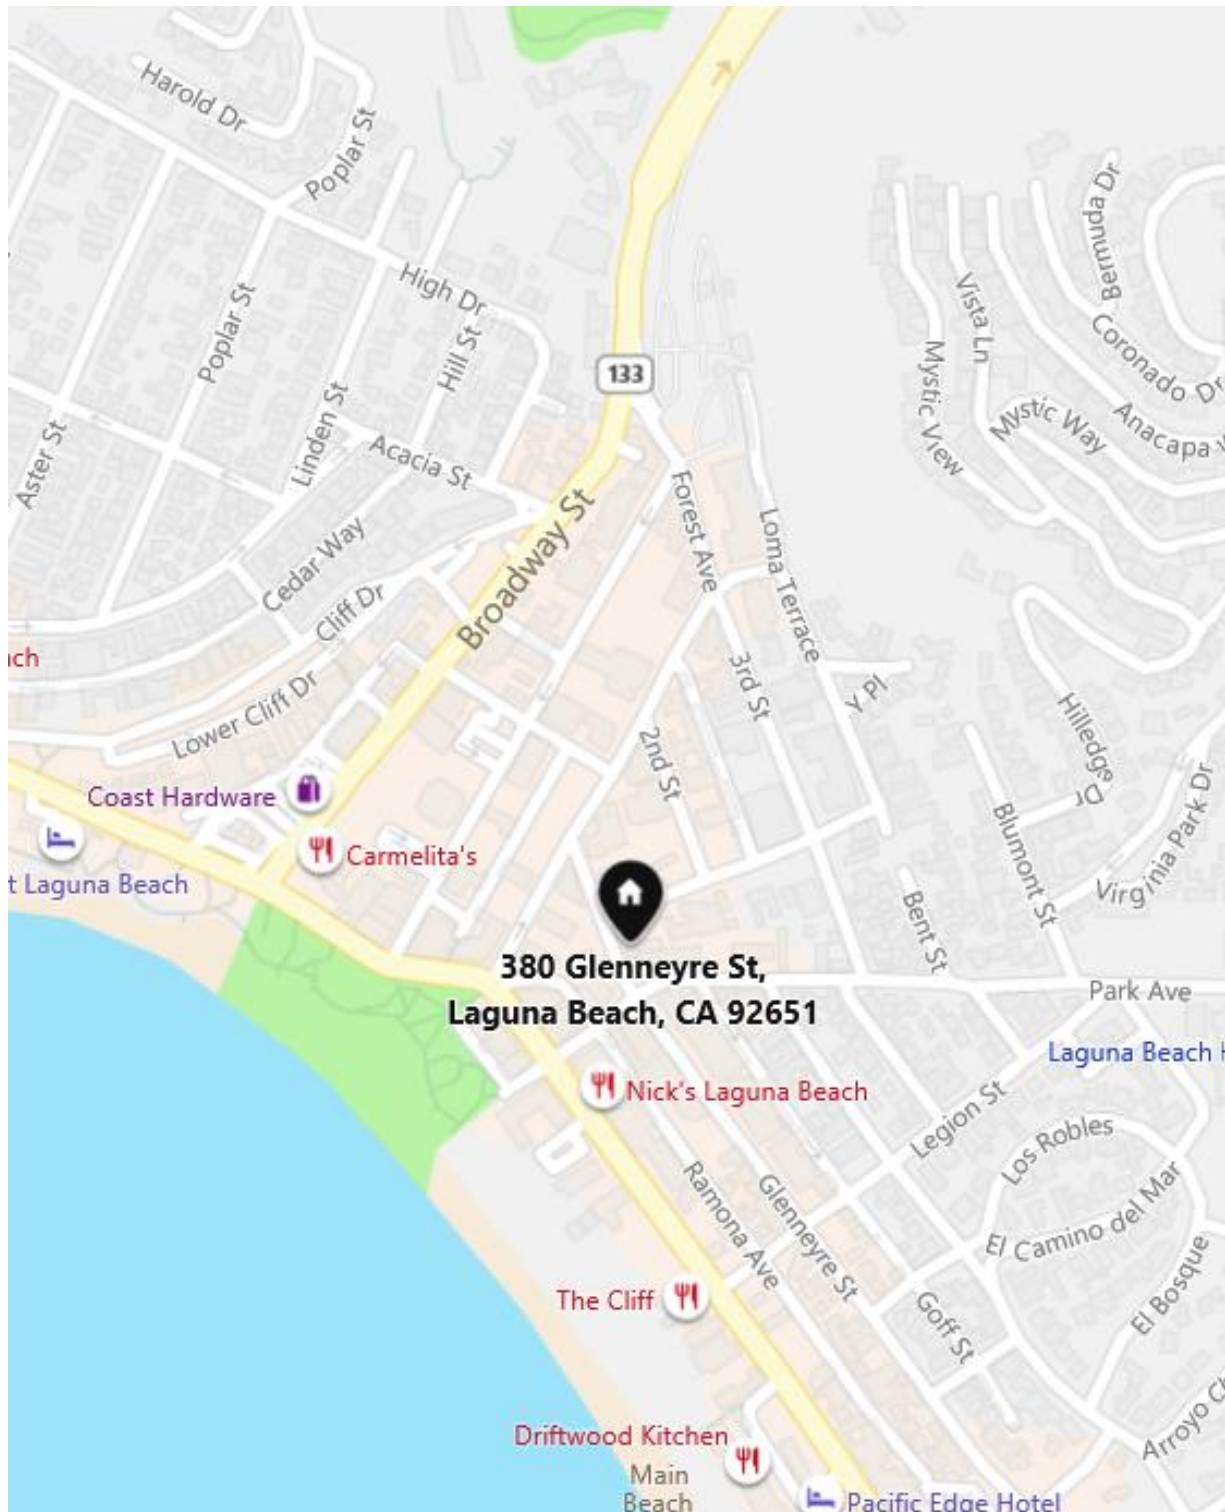 Harold Dr
Poplar St
Bermuda Dr
High Dr
Poplar St
Hill St
Vista Ln
Coronado Dr
133
Mystic View
Mystic Way
Anacapa
Linden St
Aster St
Acacia St
Forest Ave
Broadway St
Loma Terrace
Cedar Way
Cliff Dr
3rd St
Y Pl
Lower Cliff Dr
Hilledge Dr
2nd St
Coast Hardware
Blumont St
Virginia Park Dr
Carmelita's
t Laguna Beach
Bent St
380 Glenneyre St,
Laguna Beach, CA 92651
Park Ave
Laguna Beach
Nick's Laguna Beach
Legion St
Los Robles
Ramona Ave
Glenneyre St
El Camino del Mar
El Bosque
The Cliff
Goff St
Arroyo
Driftwood Kitchen
Main
Beach
Pacific Edge Hotel